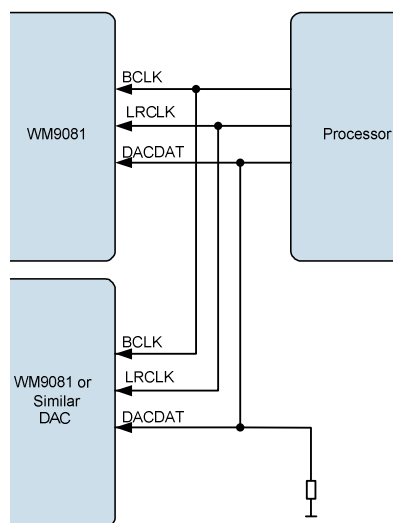 BCLK
LRCLK
WM9081
Processor
DACDAT
BCLK
LRCLK
WM9081 or
Similar
DAC
DACDAT